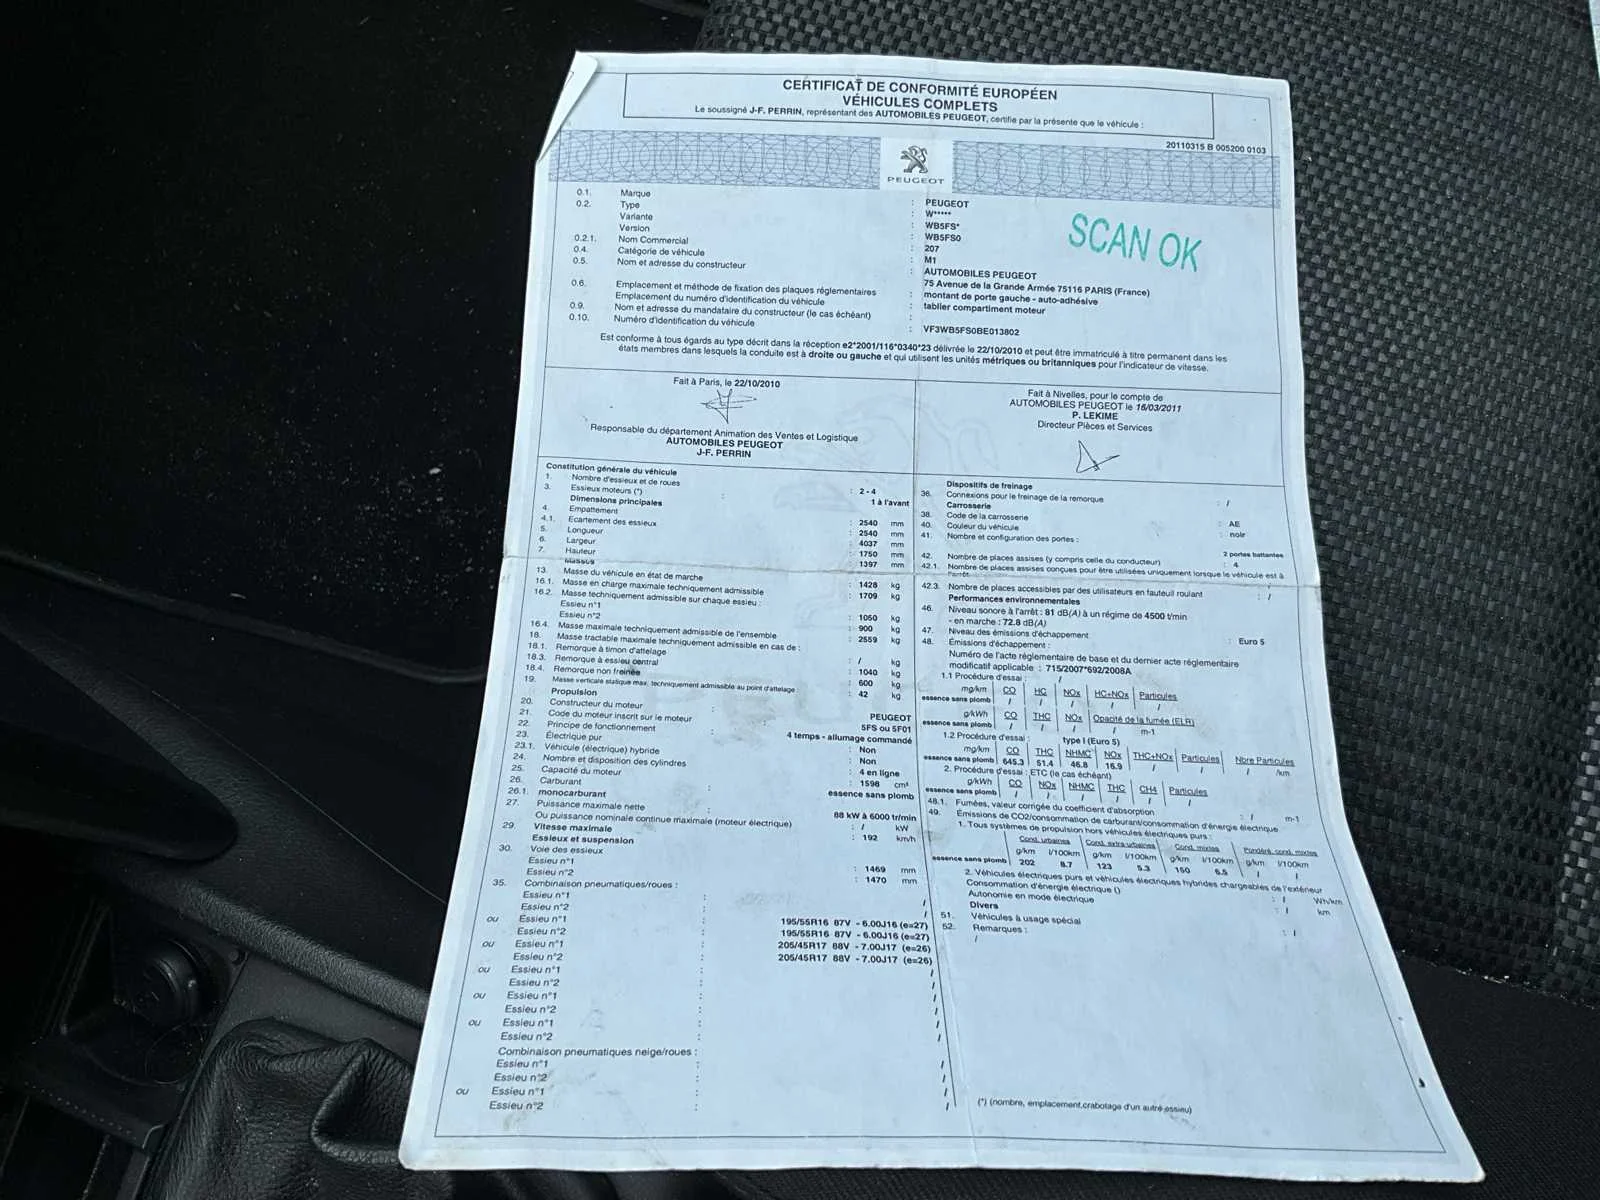 CERTIFICAT DE CONFORMITÉ EUROPÉEN
VÉHICULES COMPLETS
Le soussigné J-F. PERRIN, représentant des AUTOMOBILES PEUGEOT, certifie par la présente que le véhicule :
20110315 B 005200 0103
PEUGEOT
0.1. Marque : PEUGEOT
0.2. Type : W*****
Variante : WB5FS*
Version : WB5FS0
0.2.1. Nom Commercial : 207
0.4. Catégorie de véhicule : M1
0.5. Nom et adresse du constructeur : AUTOMOBILES PEUGEOT
75 Avenue de la Grande Armée 75116 PARIS (France)
0.6. Emplacement et méthode de fixation des plaques réglementaires : montant de porte gauche - auto-adhésive
Emplacement du numéro d'identification du véhicule : tablier compartiment moteur
0.9. Nom et adresse du mandataire du constructeur (le cas échéant) :
0.10. Numéro d'identification du véhicule : VF3WB5FS0BE013802
SCAN OK
Est conforme à tous égards au type décrit dans la réception e2*2001/116*0340*23 délivrée le 22/10/2010 et peut être immatriculé à titre permanent dans les
états membres dans lesquels la conduite est à droite ou gauche et qui utilisent les unités métriques ou britanniques pour l'indicateur de vitesse.
Fait à Paris, le 22/10/2010
Responsable du département Animation des Ventes et Logistique
AUTOMOBILES PEUGEOT
J-F. PERRIN
Fait à Nivelles, pour le compte de
AUTOMOBILES PEUGEOT le 16/03/2011
P. LEKIME
Directeur Pièces et Services
Constitution générale du véhicule
1. Nombre d'essieux et de roues : 2 - 4
3. Essieux moteurs (*) : 1 à l'avant
Dimensions principales
4. Empattement : 2540 mm
4.1. Ecartement des essieux : 2540 mm
5. Longueur : 4037 mm
6. Largeur : 1750 mm
7. Hauteur : 1397 mm
Masses
13. Masse du véhicule en état de marche : 1428 kg
16.1. Masse en charge maximale techniquement admissible : 1709 kg
16.2. Masse techniquement admissible sur chaque essieu :
Essieu n°1 : 1050 kg
Essieu n°2 : 900 kg
16.4. Masse maximale techniquement admissible de l'ensemble : 2559 kg
18. Masse tractable maximale techniquement admissible en cas de :
18.1. Remorque à timon d'attelage : / kg
18.3. Remorque à essieu central : 1040 kg
18.4. Remorque non freinée : 600 kg
19. Masse verticale statique max. techniquement admissible au point d'attelage : 42 kg
Propulsion
20. Constructeur du moteur : PEUGEOT
21. Code du moteur inscrit sur le moteur : 5FS ou 5F01
22. Principe de fonctionnement : 4 temps - allumage commandé
23. Électrique pur : Non
23.1. Véhicule (électrique) hybride : Non
24. Nombre et disposition des cylindres : 4 en ligne
25. Capacité du moteur : 1598 cm³
26. Carburant : essence sans plomb
26.1. monocarburant
27. Puissance maximale nette : 88 kW à 6000 tr/min
Ou puissance nominale continue maximale (moteur électrique) : / kW
29. Vitesse maximale : 192 km/h
Essieux et suspension
30. Voie des essieux
Essieu n°1 : 1469 mm
Essieu n°2 : 1470 mm
35. Combinaison pneumatiques/roues :
Essieu n°1 : /
Essieu n°2 : /
ou Essieu n°1 : 195/55R16 87V - 6.00J16 (e=27)
Essieu n°2 : 195/55R16 87V - 6.00J16 (e=27)
ou Essieu n°1 : 205/45R17 88V - 7.00J17 (e=26)
Essieu n°2 : 205/45R17 88V - 7.00J17 (e=26)
ou Essieu n°1 : /
Essieu n°2 : /
ou Essieu n°1 : /
Essieu n°2 : /
ou Essieu n°1 : /
Essieu n°2 : /
Combinaison pneumatiques neige/roues :
Essieu n°1 : /
Essieu n°2 : /
ou Essieu n°1 : /
Essieu n°2 : /
Dispositifs de freinage
36. Connexions pour le freinage de la remorque : /
Carrosserie
38. Code de la carrosserie : AE
40. Couleur du véhicule : noir
41. Nombre et configuration des portes : 2 portes battantes
42. Nombre de places assises (y compris celle du conducteur) : 4
42.1. Nombre de places assises conçues pour être utilisées uniquement lorsque le véhicule est à
l'arrêt
42.3. Nombre de places accessibles par des utilisateurs en fauteuil roulant : /
Performances environnementales
46. Niveau sonore à l'arrêt : 81 dB(A) à un régime de 4500 t/min
- en marche : 72.8 dB(A)
47. Niveau des émissions d'échappement : Euro 5
48. Émissions d'échappement :
Numéro de l'acte réglementaire de base et du dernier acte réglementaire
modificatif applicable : 715/2007*692/2008A
1.1 Procédure d'essai : /
mg/km CO HC NOx HC+NOx Particules
essence sans plomb / / / / /
g/kWh CO THC NOx Opacité de la fumée (ELR)
essence sans plomb / / / / m-1
1.2 Procédure d'essai : type I (Euro 5)
mg/km CO THC NHMC NOx THC+NOx Particules Nbre Particules
essence sans plomb 645.3 51.4 46.8 16.9 / / / /km
2. Procédure d'essai : ETC (le cas échéant)
g/kWh CO NOx NHMC THC CH4 Particules
essence sans plomb / / / / / /
48.1. Fumées, valeur corrigée du coefficient d'absorption : / m-1
49. Émissions de CO2/consommation de carburant/consommation d'énergie électrique
1. Tous systèmes de propulsion hors véhicules électriques purs :
Cond. urbaines Cond. extra urbaines Cond. mixtes Pondéré, cond. mixtes
g/km l/100km g/km l/100km g/km l/100km g/km l/100km
essence sans plomb 202 8.7 123 5.3 150 6.5 / /
2. Véhicules électriques purs et véhicules électriques hybrides chargeables de l'extérieur
Consommation d'énergie électrique () : / Wh/km
Autonomie en mode électrique : / km
Divers
51. Véhicules à usage spécial : /
52. Remarques :
/
(*) (nombre, emplacement,crabotage d'un autre essieu)